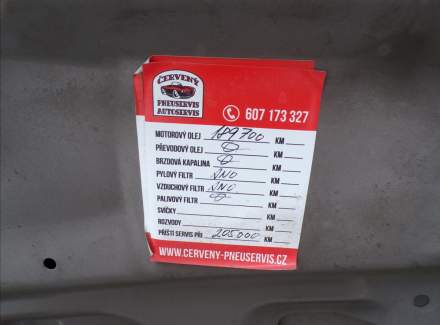 ČERVENÝ
PNEUSERVIS
AUTOSERVIS
607 173 327
MOTOROVÝ OLEJ 189700 KM
PŘEVODOVÝ OLEJ KM
BRZDOVÁ KAPALINA KM
PYLOVÝ FILTR ANO KM
VZDUCHOVÝ FILTR ANO KM
PALIVOVÝ FILTR KM
SVÍČKY KM
ROZVODY KM
PŘÍŠTÍ SERVIS PŘI 205000 KM
WWW.CERVENY-PNEUSERVIS.CZ